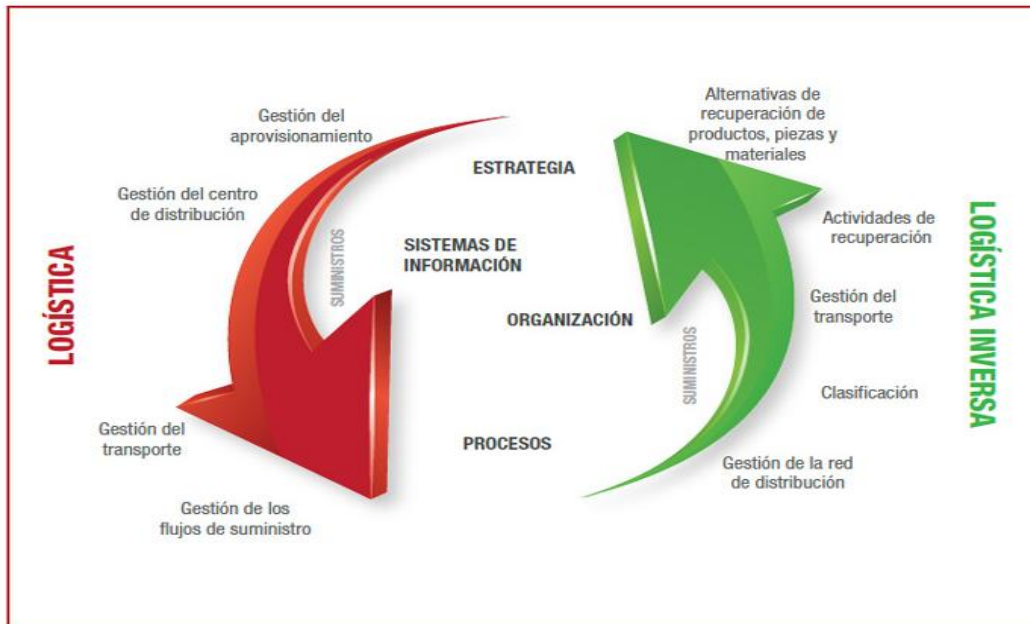 Gestión del
aprovisionamiento
Gestión del centro
de distribución
LOGÍSTICA
SUMINISTROS
Gestión del
transporte
Gestión de los
flujos de suministro
ESTRATEGIA
SISTEMAS DE
INFORMACIÓN
ORGANIZACIÓN
PROCESOS
Alternativas de
recuperación de
productos, piezas y
materiales
Actividades de
recuperación
Gestión del
transporte
SUMINISTROS
Clasificación
Gestión de la red
de distribución
LOGÍSTICA INVERSA